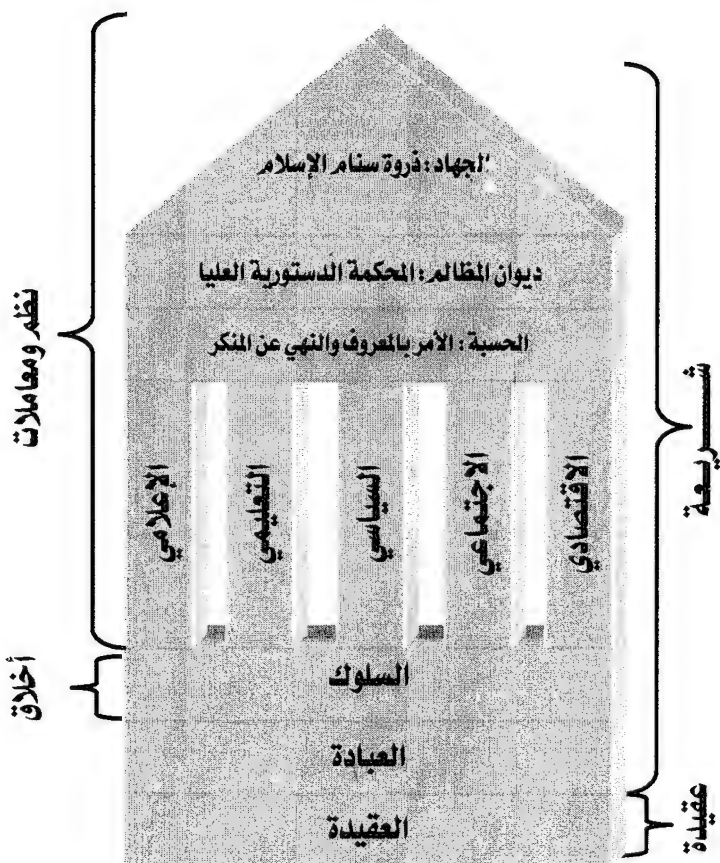 الجهاد: ذروة سنام الإسلام
ديوان المظالم: المحكمة الدستورية العليا
الحسبة: الأمر بالمعروف والنهي عن المنكر
الاقتصادي
الاجتماعي
السياسي
التعليمي
الإعلامي
السلوك
العبادة
العقيدة
شـــريعة
عقيدة
نظم ومعاملات
أخلاق